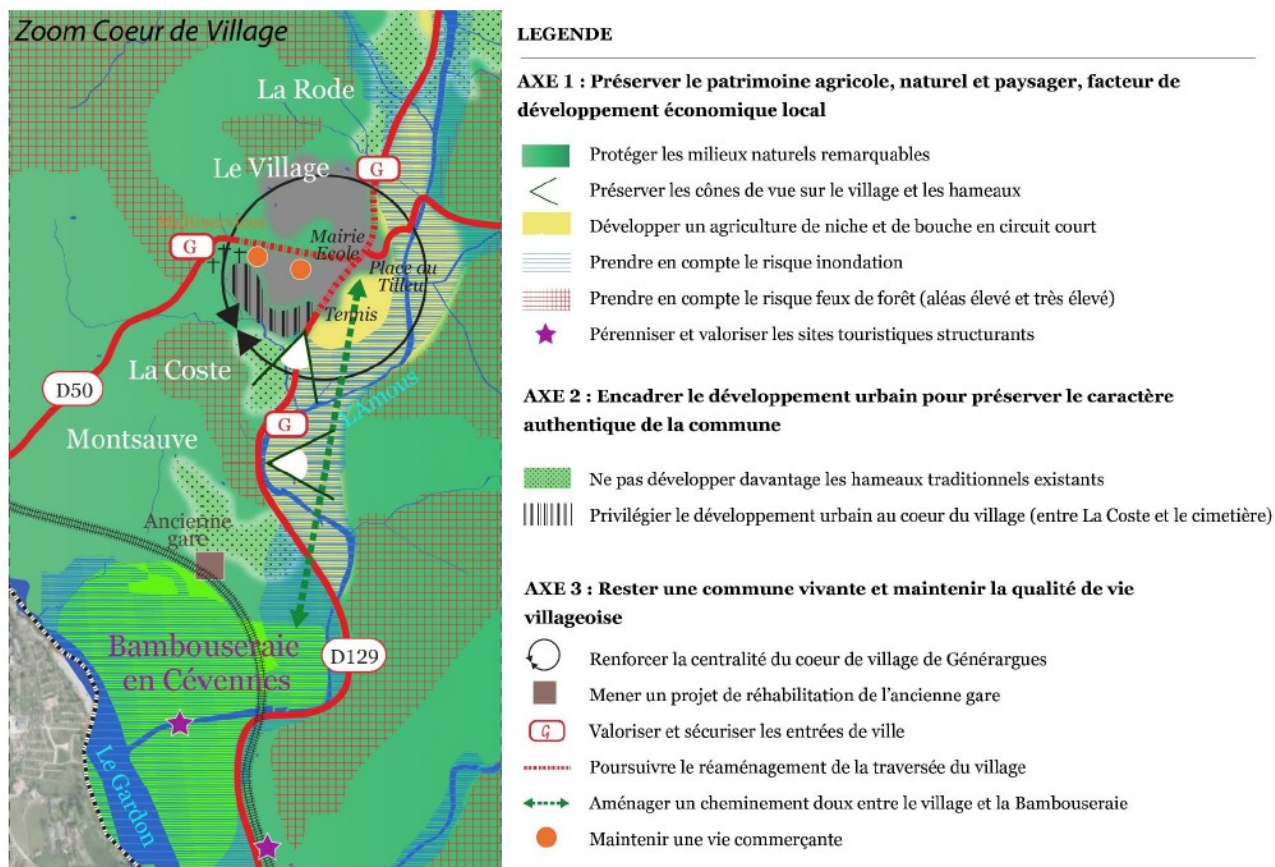 Zoom Coeur de Village
La Rode
G
Le Village
Multiservices
G
Mairie
Ecole
Place du
Tilleul
Tennis
La Coste
D50
L'Amous
G
Montsauve
Ancienne
gare
Bambouseraie
en Cévennes
D129
Le Gardon
LEGENDE
AXE 1 : Préserver le patrimoine agricole, naturel et paysager, facteur de
développement économique local
Protéger les milieux naturels remarquables
Préserver les cônes de vue sur le village et les hameaux
Développer un agriculture de niche et de bouche en circuit court
Prendre en compte le risque inondation
Prendre en compte le risque feux de forêt (aléas élevé et très élevé)
Pérenniser et valoriser les sites touristiques structurants
AXE 2 : Encadrer le développement urbain pour préserver le caractère
authentique de la commune
Ne pas développer davantage les hameaux traditionnels existants
Privilégier le développement urbain au coeur du village (entre La Coste et le cimetière)
AXE 3 : Rester une commune vivante et maintenir la qualité de vie
villageoise
Renforcer la centralité du coeur de village de Générargues
Mener un projet de réhabilitation de l'ancienne gare
G
Valoriser et sécuriser les entrées de ville
Poursuivre le réaménagement de la traversée du village
Aménager un cheminement doux entre le village et la Bambouseraie
Maintenir une vie commerçante